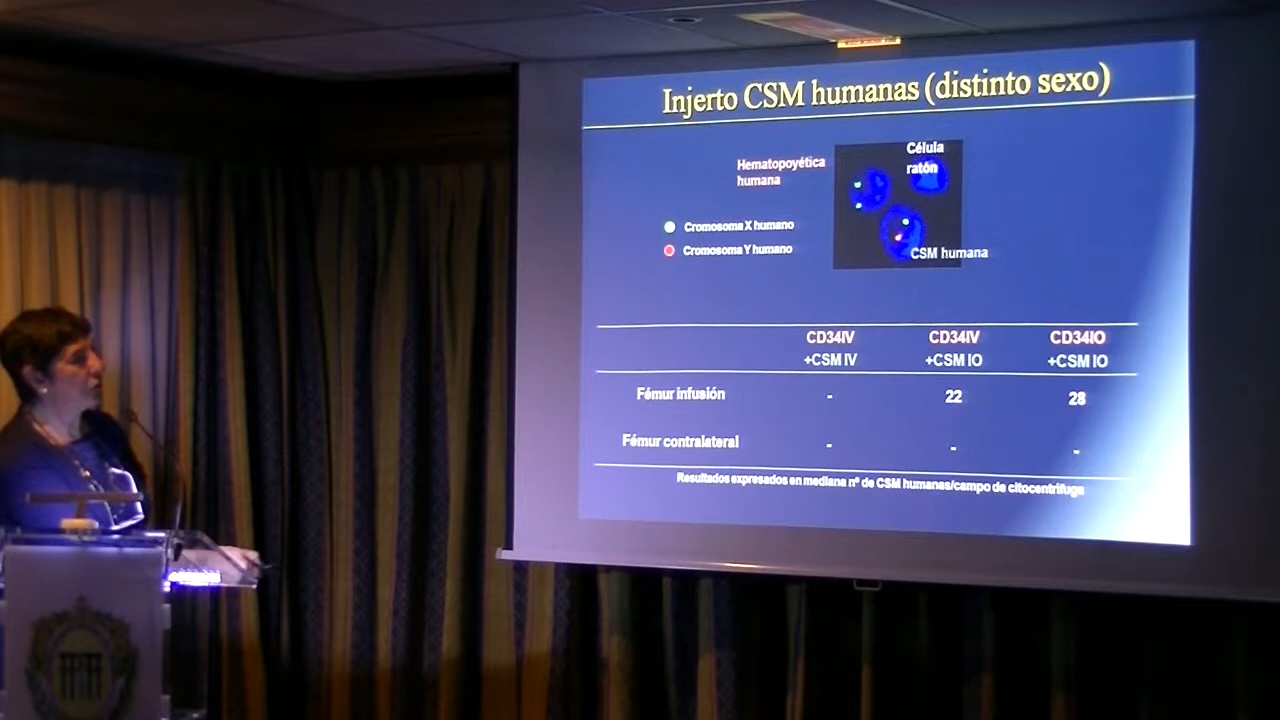 Injerto CSM humanas (distinto sexo)
Célula
ratón
Hematopoyética
humana
Cromosoma X humano
Cromosoma Y humano
CSM humana
CD34IV CD34IV CD34IO
+CSM IV +CSM IO +CSM IO
Fémur infusión - 22 28
Fémur contralateral - - -
Resultados expresados en mediana nº de CSM humanas/campo de citocentrífuga